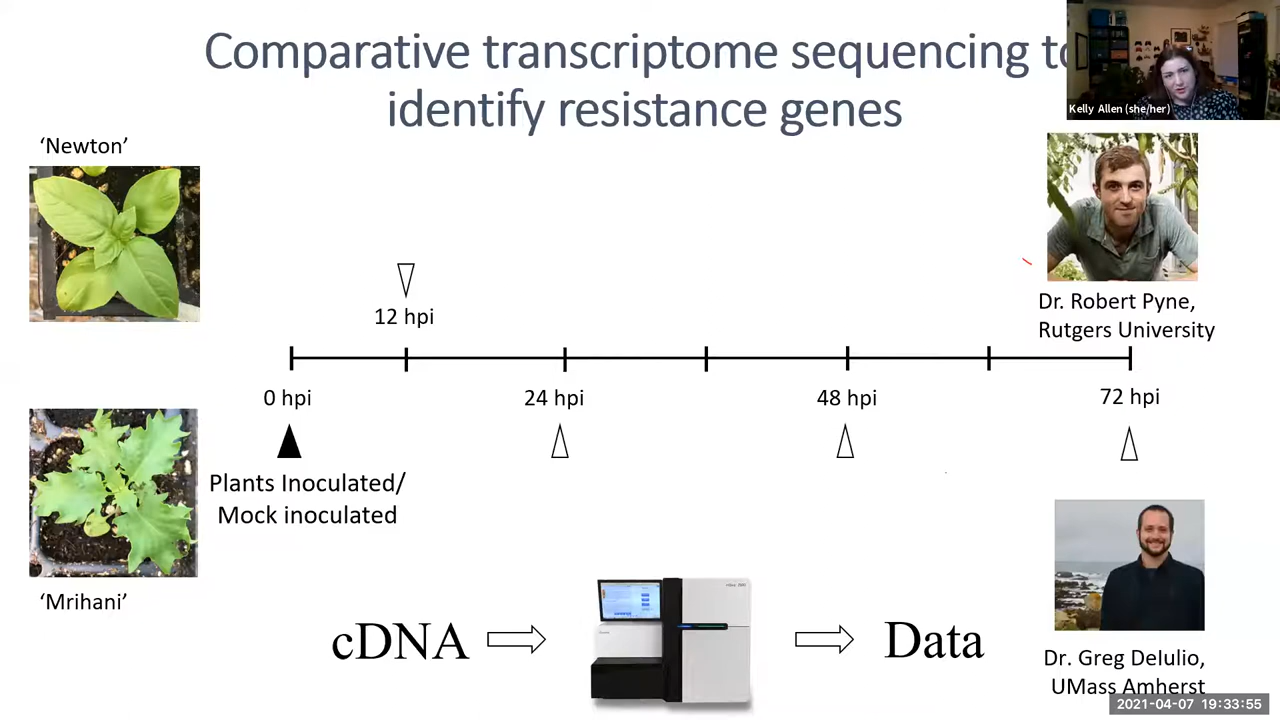 Comparative transcriptome sequencing to
identify resistance genes
Kelly Allen (she/her)
‘Newton’
12 hpi
Dr. Robert Pyne,
Rutgers University
0 hpi
24 hpi
48 hpi
72 hpi
Plants Inoculated/
Mock inoculated
‘Mrihani’
cDNA
Data
Dr. Greg DeIulio,
UMass Amherst
2021-04-07 19:33:55